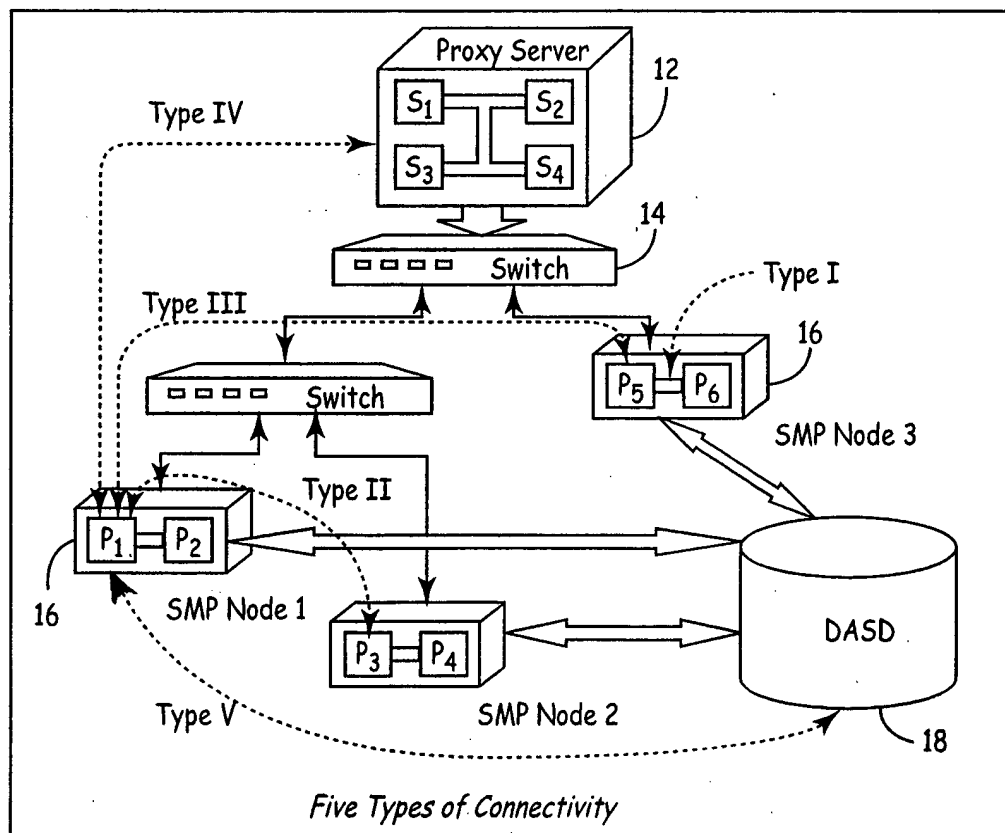 Proxy Server
12
S1
S2
Type IV
S3
S4
14
Switch
Type I
Type III
16
P5
P6
Switch
SMP Node 3
Type II
P1
P2
16
SMP Node 1
DASD
P3
P4
Type V
SMP Node 2
18
Five Types of Connectivity